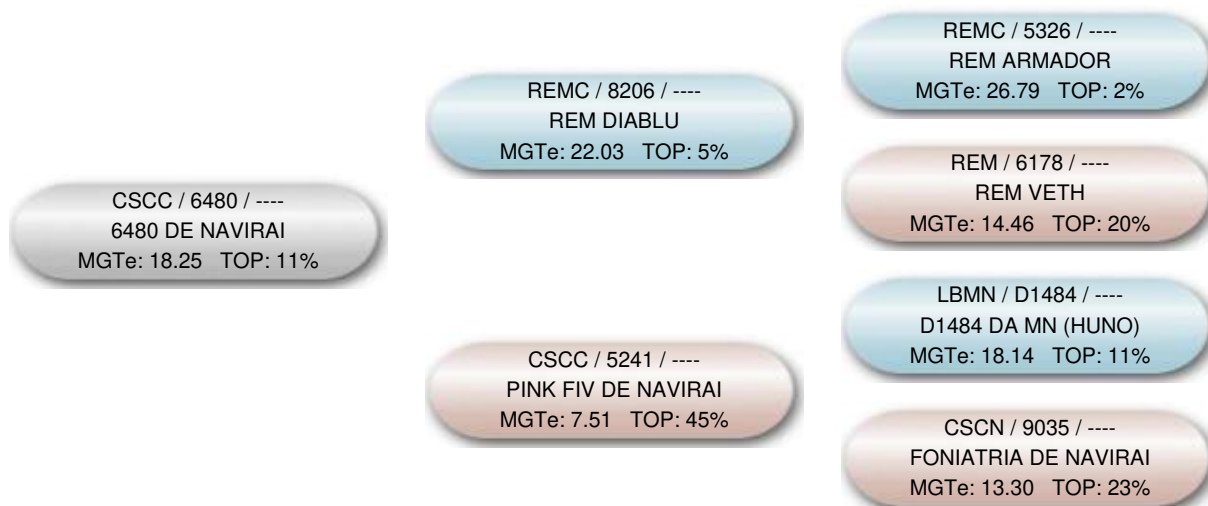 CSCC / 6480 / ----
6480 DE NAVIRAI
MGTe: 18.25 TOP: 11%
REMC / 8206 / ----
REM DIABLU
MGTe: 22.03 TOP: 5%
CSCC / 5241 / ----
PINK FIV DE NAVIRAI
MGTe: 7.51 TOP: 45%
REMC / 5326 / ----
REM ARMADOR
MGTe: 26.79 TOP: 2%
REM / 6178 / ----
REM VETH
MGTe: 14.46 TOP: 20%
LBMN / D1484 / ----
D1484 DA MN (HUNO)
MGTe: 18.14 TOP: 11%
CSCN / 9035 / ----
FONIATRIA DE NAVIRAI
MGTe: 13.30 TOP: 23%